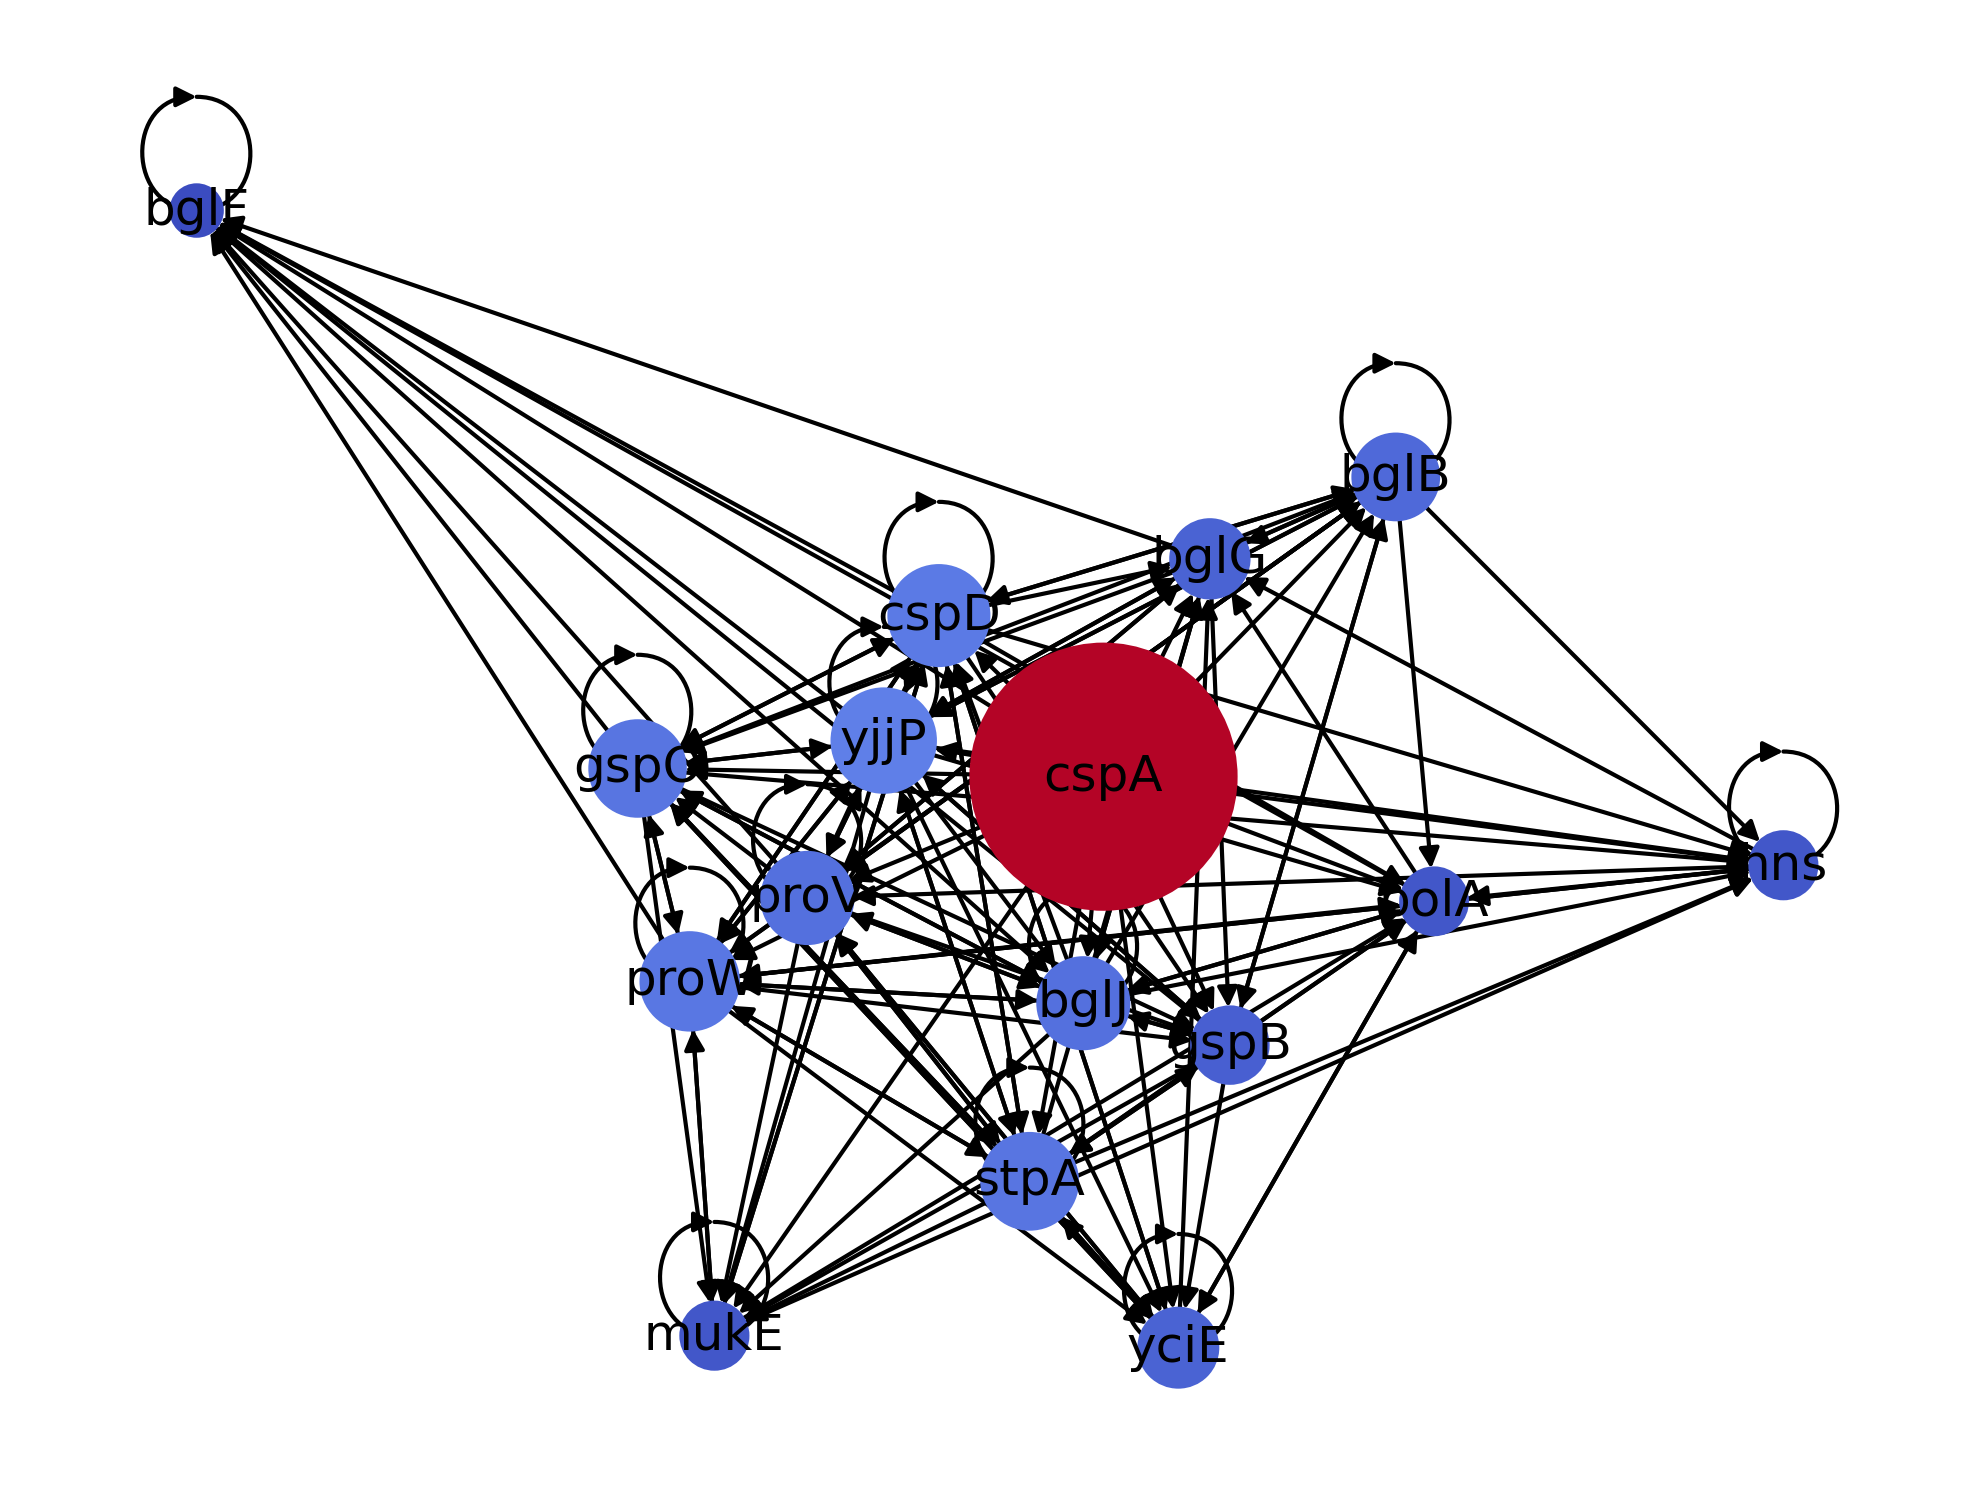 bglF
bglB
bglG
cspD
yjjP
gspC
cspA
hns
proV
bolA
proW
bglJ
gspB
stpA
mukE
yciE